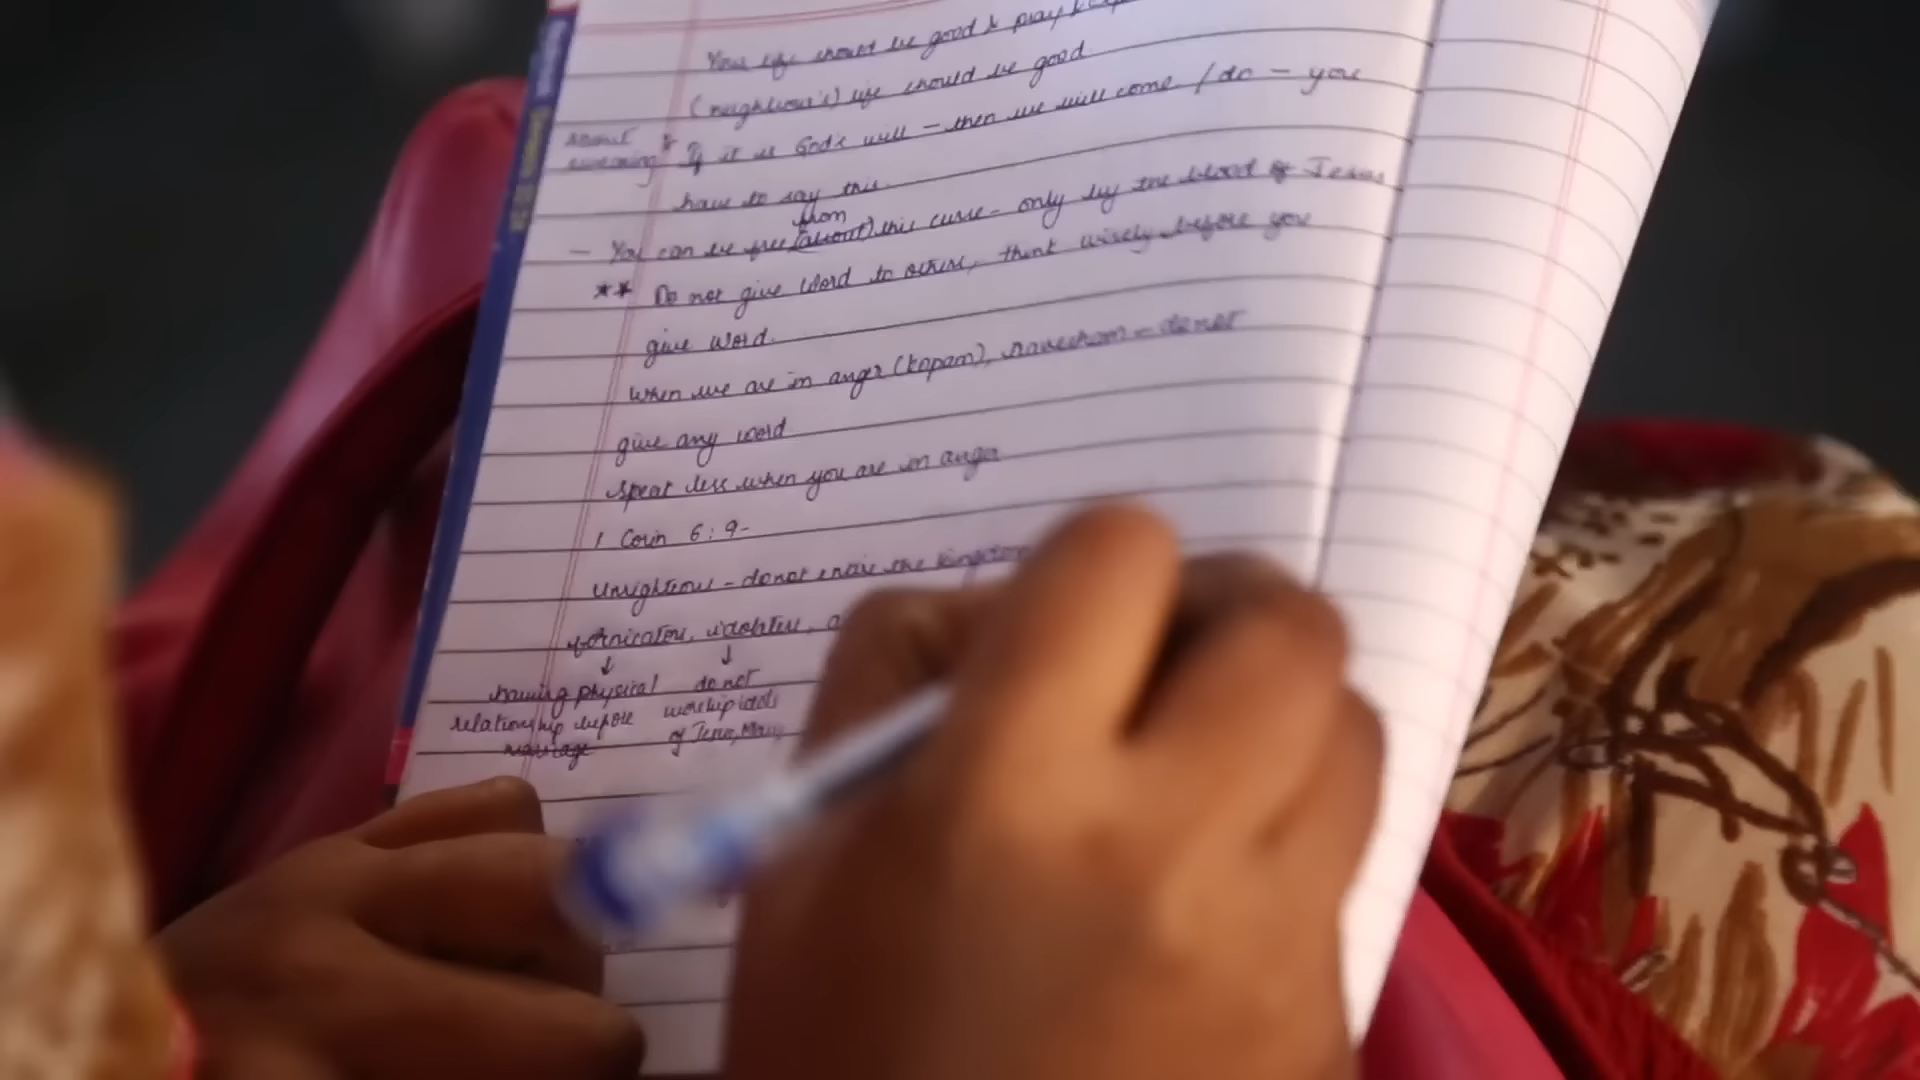 Your life should be good & pray
(neighbour's) life should be good.
about
swearing * If it is God's will - then we will come / do - you
have to say this.
from
- You can be free (about) this curse - only by the blood of Jesus
** Do not give word to others, think wisely before you
give word.
When we are in anger (kopam), - do not
give any word.
speak less when you are in anger
1 Corin 6:9-
Unrighteous - do not enter the kingdom
fornicators, idolaters, a
↓ ↓
having physical do not
relationship before worship idols
marriage of Jesus, Mary,